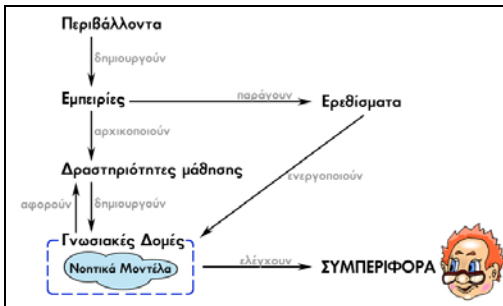 Περιβάλλοντα
δημιουργούν
Εμπειρίες
παράγουν
Ερεθίσματα
αρχικοποιούν
Δραστηριότητες μάθησης
ενεργοποιούν
αφορούν
δημιουργούν
Γνωσιακές Δομές
Νοητικά Μοντέλα
ελέγχουν
ΣΥΜΠΕΡΙΦΟΡΑ